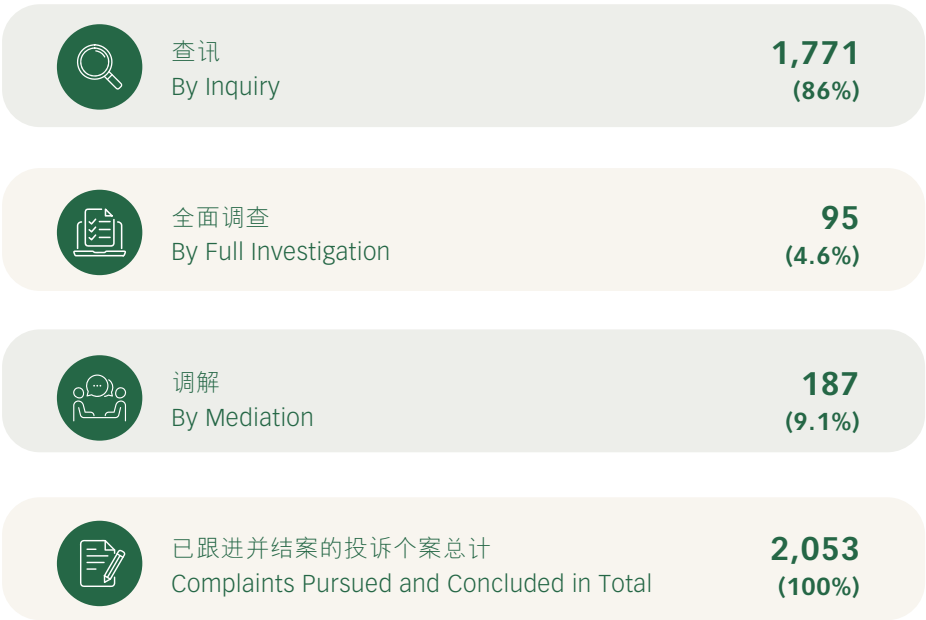 查讯
By Inquiry
1,771
(86%)
全面调查
By Full Investigation
95
(4.6%)
调解
By Mediation
187
(9.1%)
已跟进并结案的投诉个案总计
Complaints Pursued and Concluded in Total
2,053
(100%)